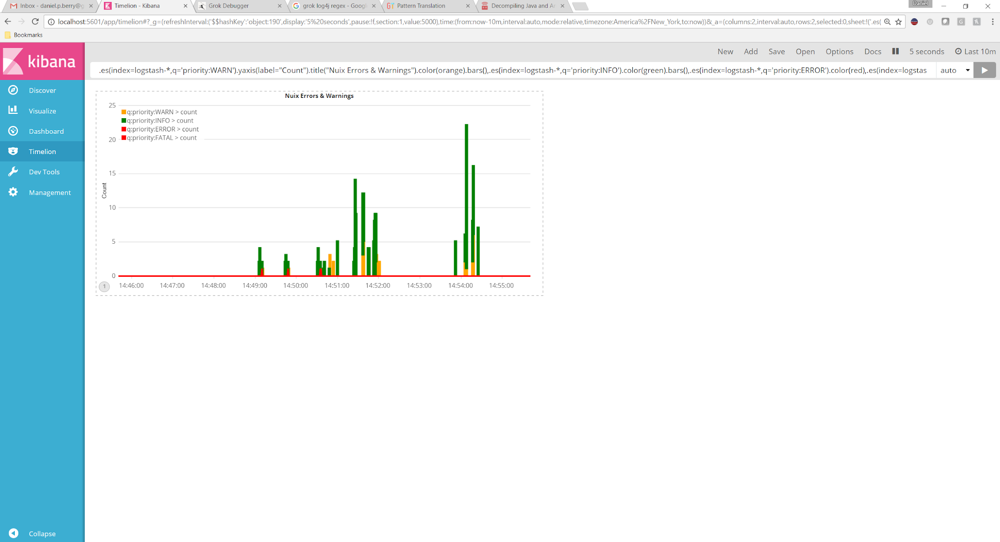 Inbox - daniel.p.berry@g
Timelion - Kibana
Grok Debugger
grok log4j regex - Googl
Pattern Translation
Decompiling Java and An
Daniel
localhost:5601/app/timelion#?_g=(refreshInterval:('$$hashKey':'object:190',display:'5%20seconds',pause:!f,section:1,value:5000),time:(from:now-10m,interval:auto,mode:relative,timezone:America%2FNew_York,to:now))&_a=(columns:2,interval:auto,rows:2,selected:0,sheet:!('.es(
Bookmarks
kibana
New Add Save Open Options Docs 5 seconds Last 10m
.es(index=logstash-*,q='priority:WARN').yaxis(label="Count").title("Nuix Errors & Warnings").color(orange).bars(),.es(index=logstash-*,q='priority:INFO').color(green).bars(),.es(index=logstash-*,q='priority:ERROR').color(red),.es(index=logstas
auto
Discover
Visualize
Dashboard
Timelion
Dev Tools
Management
Collapse
Nuix Errors & Warnings
q:priority:WARN > count
q:priority:INFO > count
q:priority:ERROR > count
q:priority:FATAL > count
25
20
15
10
5
0
Count
1
14:46:00 14:47:00 14:48:00 14:49:00 14:50:00 14:51:00 14:52:00 14:53:00 14:54:00 14:55:00